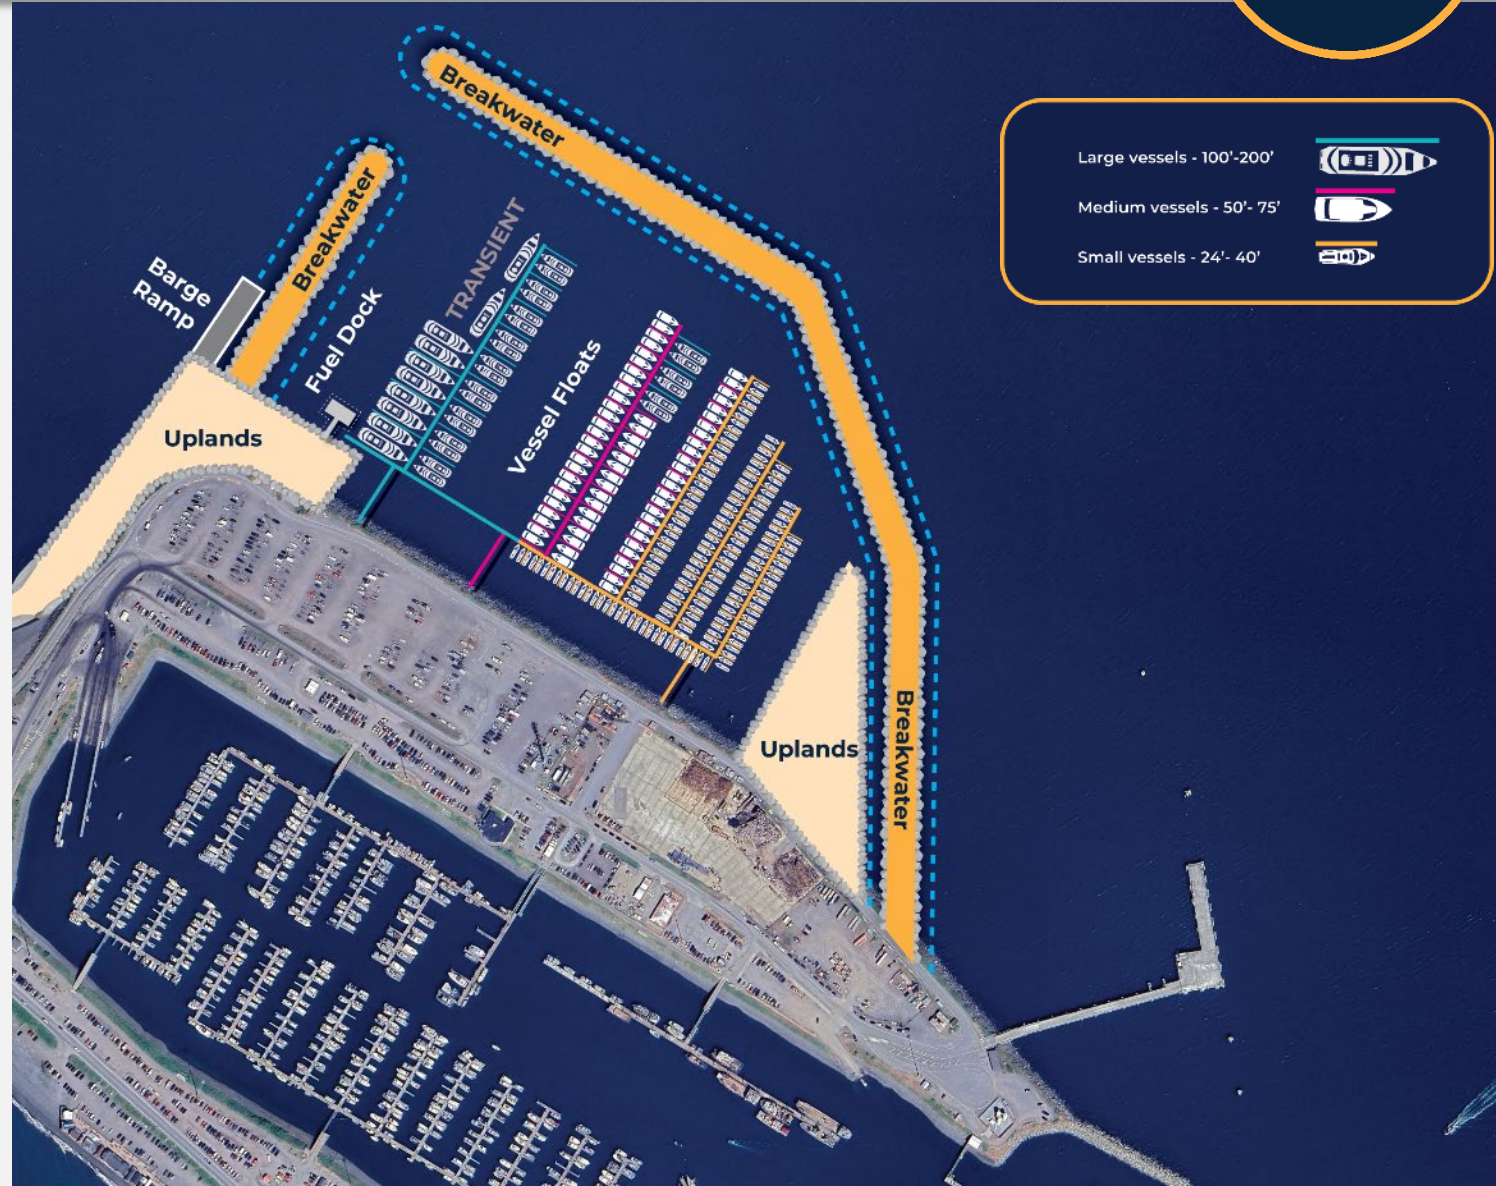 Breakwater
Breakwater
Barge
Ramp
Fuel Dock
TRANSIENT
Vessel Floats
Uplands
Uplands
Breakwater
Large vessels - 100'-200'
Medium vessels - 50'- 75'
Small vessels - 24'- 40'